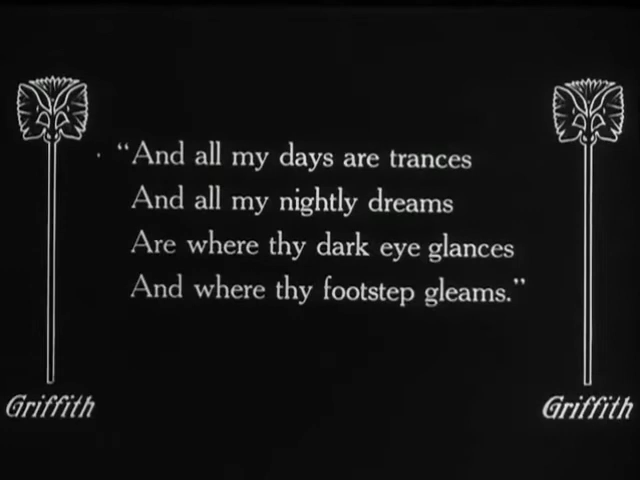 “And all my days are trances
And all my nightly dreams
Are where thy dark eye glances
And where thy footstep gleams.”
Griffith
Griffith